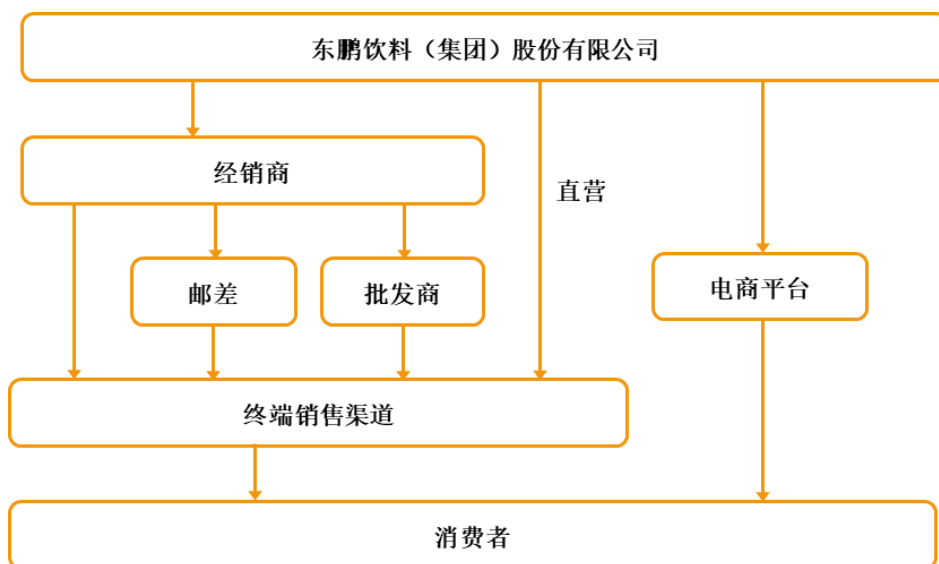 东鹏饮料（集团）股份有限公司
经销商
直营
邮差
批发商
电商平台
终端销售渠道
消费者